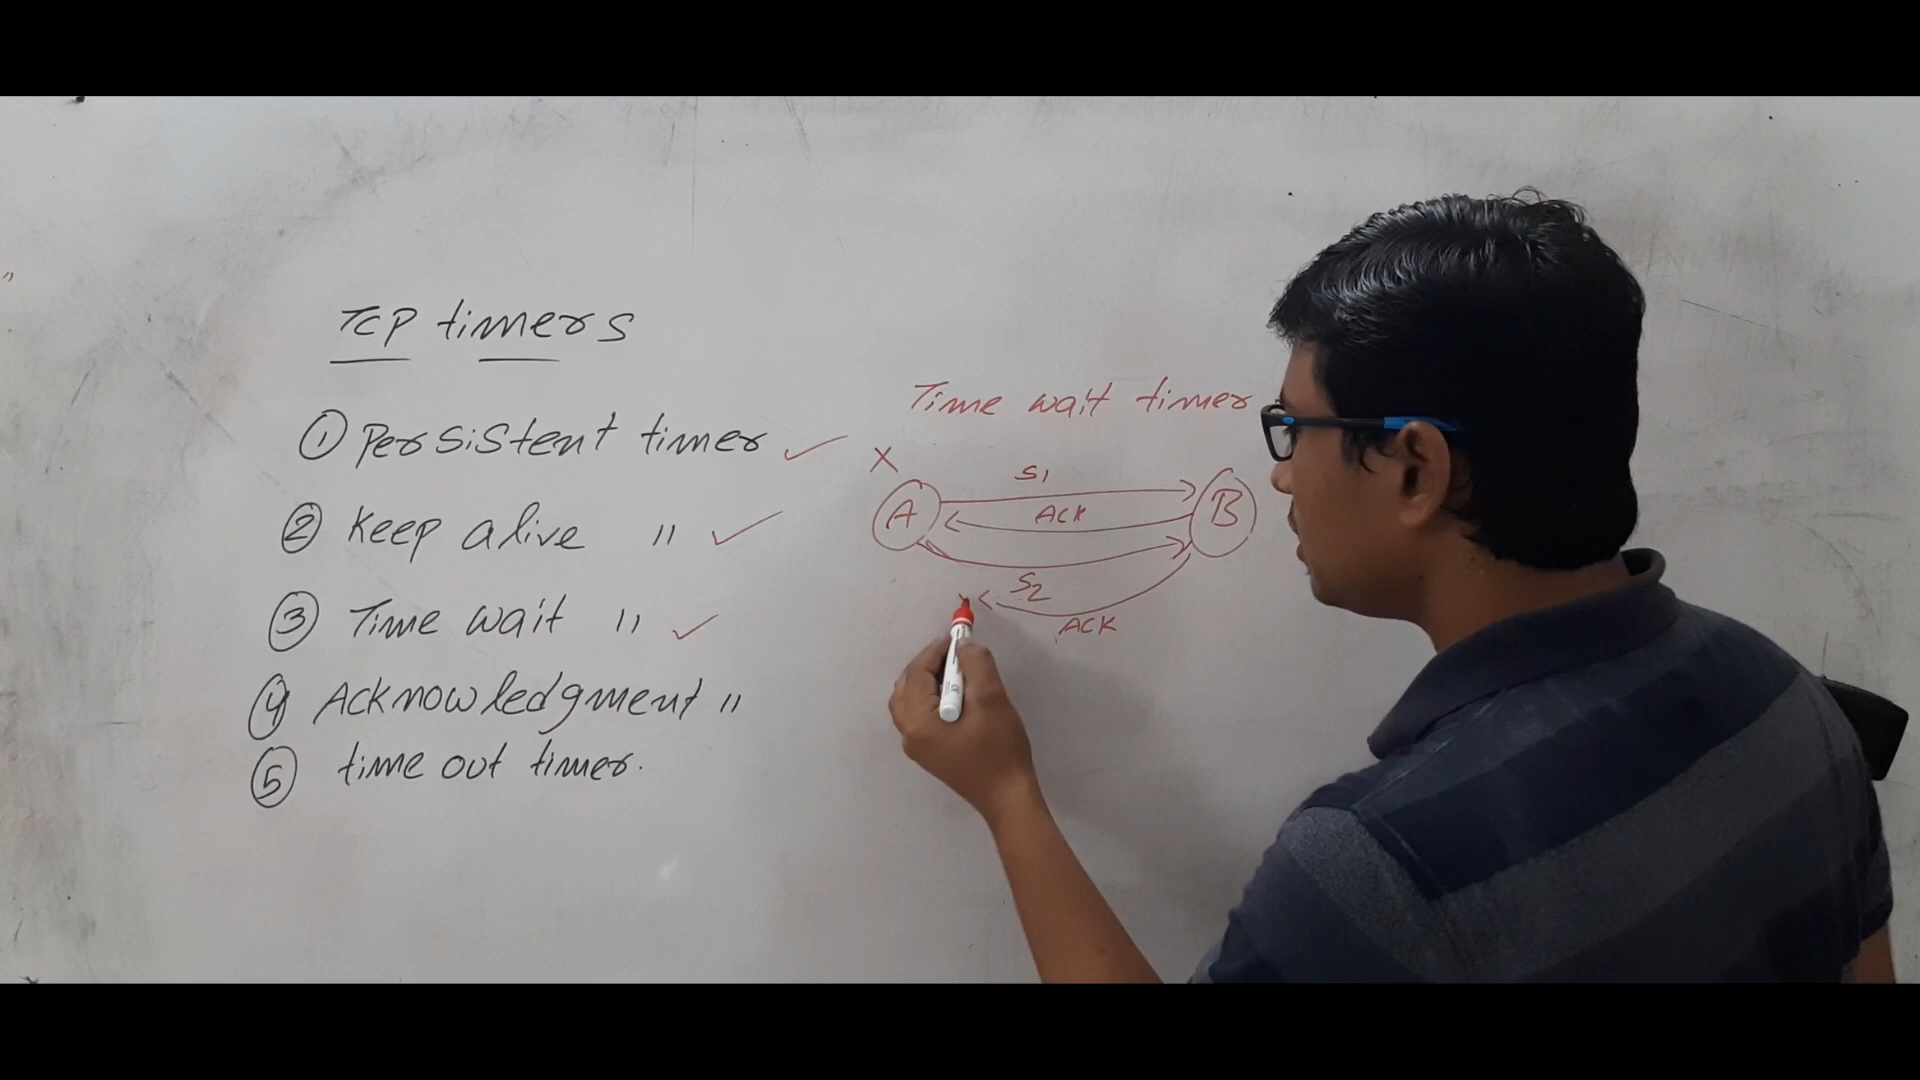 TCP timers
① Persistent timer ✓
② Keep alive " ✓
③ Time wait " ✓
④ Acknowledgment "
⑤ time out timer.
Time wait timer
X
S1
A
B
ACK
S2
ACK